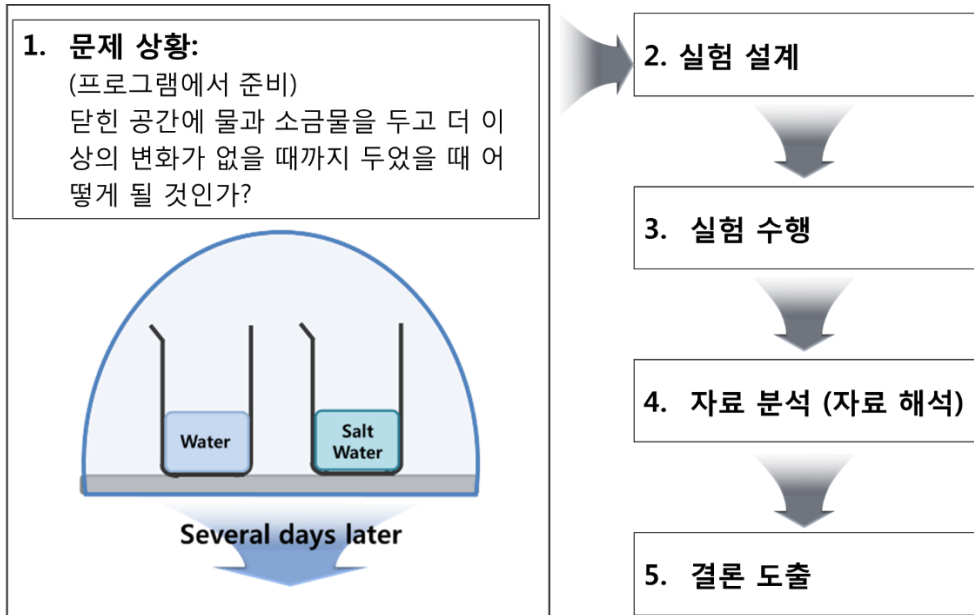 1. 문제 상황:
(프로그램에서 준비)
닫힌 공간에 물과 소금물을 두고 더 이
상의 변화가 없을 때까지 두었을 때 어
떻게 될 것인가?
Water
Salt
Water
Several days later
2. 실험 설계
3. 실험 수행
4. 자료 분석 (자료 해석)
5. 결론 도출